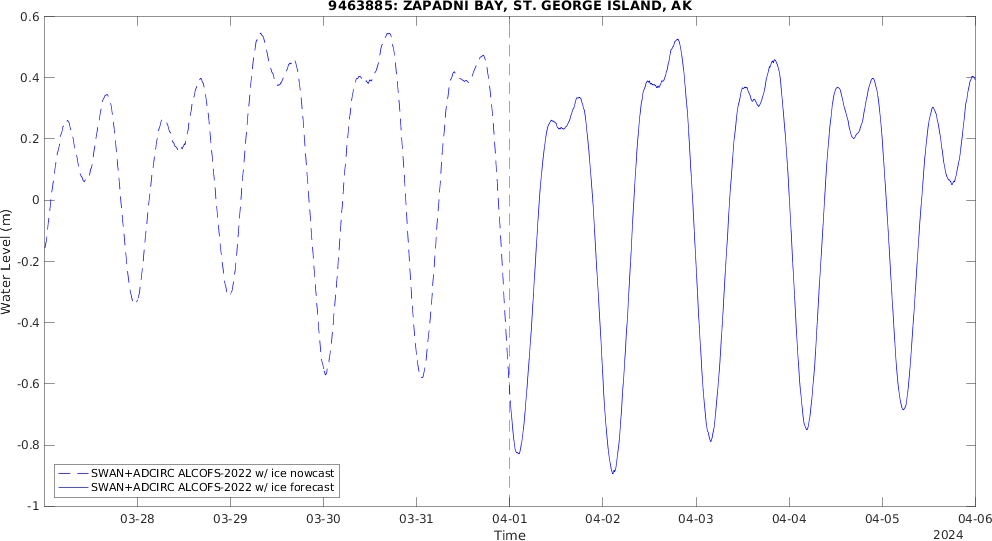 9463885: ZAPADNI BAY, ST. GEORGE ISLAND, AK
0.6
0.4
0.2
0
-0.2
-0.4
-0.6
-0.8
-1
Water Level (m)
SWAN+ADCIRC ALCOFS-2022 w/ ice nowcast
SWAN+ADCIRC ALCOFS-2022 w/ ice forecast
03-28 03-29 03-30 03-31 04-01 04-02 04-03 04-04 04-05 04-06
Time
2024